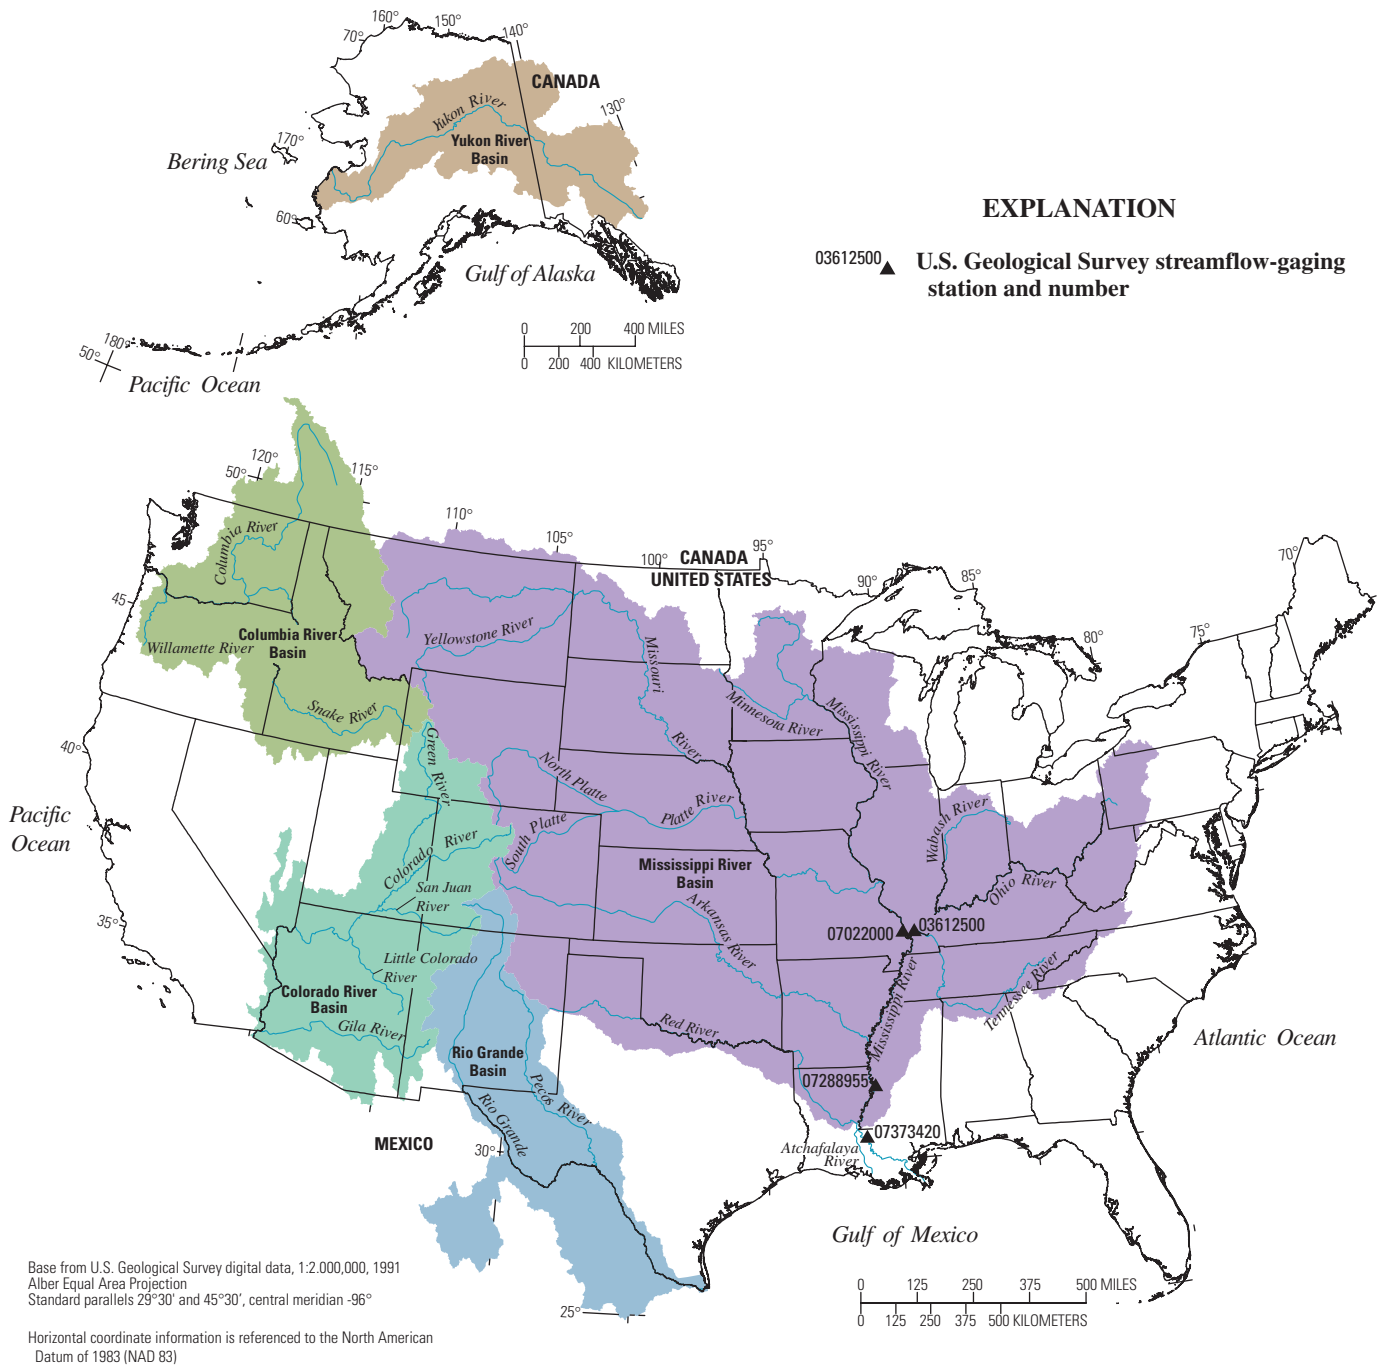 160°
150°
140°
70°
CANADA
130°
Yukon River
170°
Yukon River
Basin
Bering Sea
60°
Gulf of Alaska
EXPLANATION
03612500
U.S. Geological Survey streamflow-gaging
station and number
0 200 400 MILES
0 200 400 KILOMETERS
180°
50°
Pacific Ocean
120°
50°
115°
110°
105°
100°
CANADA
UNITED STATES
95°
90°
85°
80°
75°
70°
Columbia River
45
Willamette River
Columbia River
Basin
Yellowstone River
Missouri
River
Minnesota River
Mississippi River
Snake River
Green River
40°
North Platte
Platte River
South Platte
Wabash River
Pacific
Ocean
Colorado River
San Juan
River
Mississippi River
Basin
Ohio River
Arkansas River
35°
07022000
03612500
Little Colorado
River
Colorado River
Basin
Gila River
Red River
Mississippi River
Tennessee River
Atlantic Ocean
Rio Grande
Basin
Pecos River
Rio Grande
07288955
07373420
Atchafalaya
River
MEXICO
30°
Gulf of Mexico
25°
0 125 250 375 500 MILES
0 125 250 375 500 KILOMETERS
Base from U.S. Geological Survey digital data, 1:2.000,000, 1991
Alber Equal Area Projection
Standard parallels 29°30' and 45°30', central meridian -96°
Horizontal coordinate information is referenced to the North American
Datum of 1983 (NAD 83)